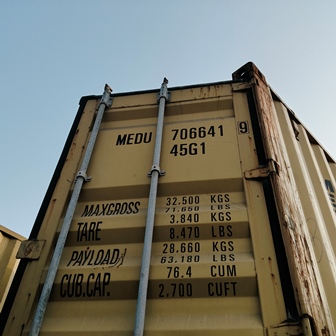 MEDU 706641 9
45G1
MAXGROSS 32.500 KGS
71.650 LBS
TARE 3.840 KGS
8.470 LBS
PAYLOAD 28.660 KGS
63.180 LBS
CUB.CAP. 76.4 CUM
2.700 CUFT